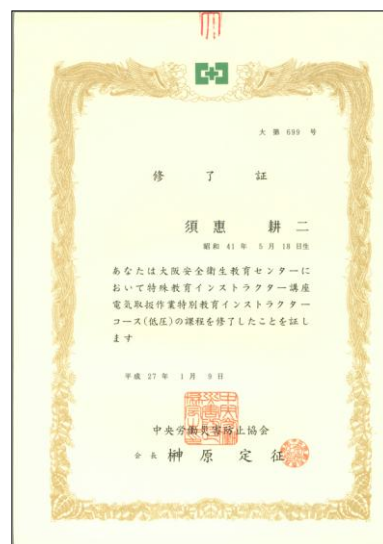 大第 699 号
修了証
須惠 耕二
昭和 41 年 5 月 18 日生
あなたは大阪安全衛生教育センターに
おいて特殊教育インストラクター講座
電気取扱作業特別教育インストラクター
コース(低圧)の課程を修了したことを証し
ます
平成 27 年 1 月 9 日
中央労働災害防止協会
会長 榊原定征